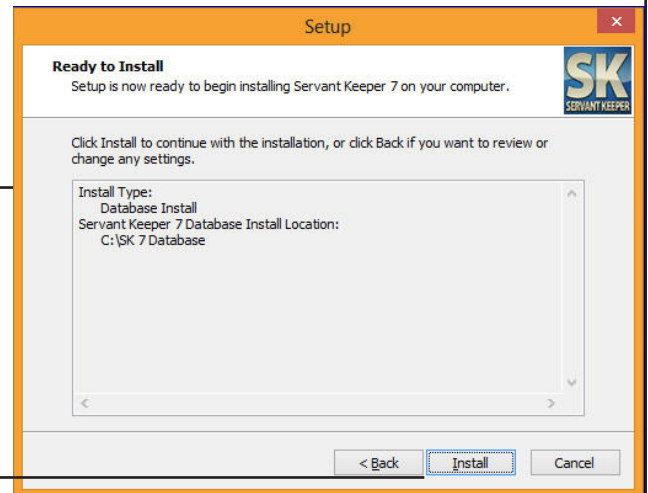 Setup
Ready to Install
Setup is now ready to begin installing Servant Keeper 7 on your computer.
SK
SERVANT KEEPER
Click Install to continue with the installation, or click Back if you want to review or
change any settings.
Install Type:
Database Install
Servant Keeper 7 Database Install Location:
C:\SK 7 Database
< Back
Install
Cancel